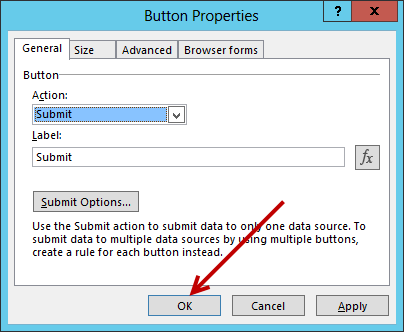 Button Properties
?
General
Size
Advanced
Browser forms
Button
Action:
Submit
Label:
Submit
fx
Submit Options...
Use the Submit action to submit data to only one data source. To
submit data to multiple data sources by using multiple buttons,
create a rule for each button instead.
OK
Cancel
Apply